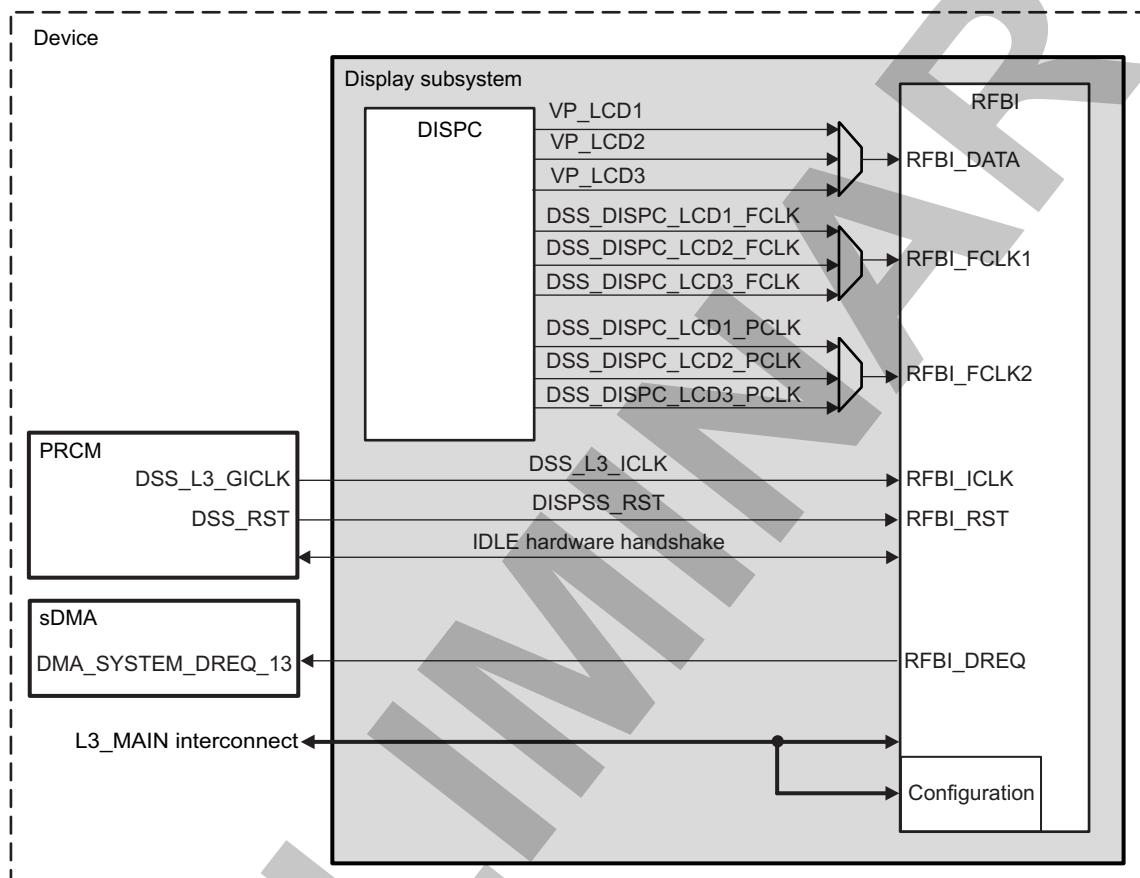 Device
Display subsystem
DISPC
RFBI
VP_LCD1
VP_LCD2
VP_LCD3
RFBI_DATA
DSS_DISPC_LCD1_FCLK
DSS_DISPC_LCD2_FCLK
DSS_DISPC_LCD3_FCLK
RFBI_FCLK1
DSS_DISPC_LCD1_PCLK
DSS_DISPC_LCD2_PCLK
DSS_DISPC_LCD3_PCLK
RFBI_FCLK2
PRCM
DSS_L3_GICLK
DSS_L3_ICLK
RFBI_ICLK
DSS_RST
DISPSS_RST
RFBI_RST
IDLE hardware handshake
sDMA
DMA_SYSTEM_DREQ_13
RFBI_DREQ
L3_MAIN interconnect
Configuration
IMINAR